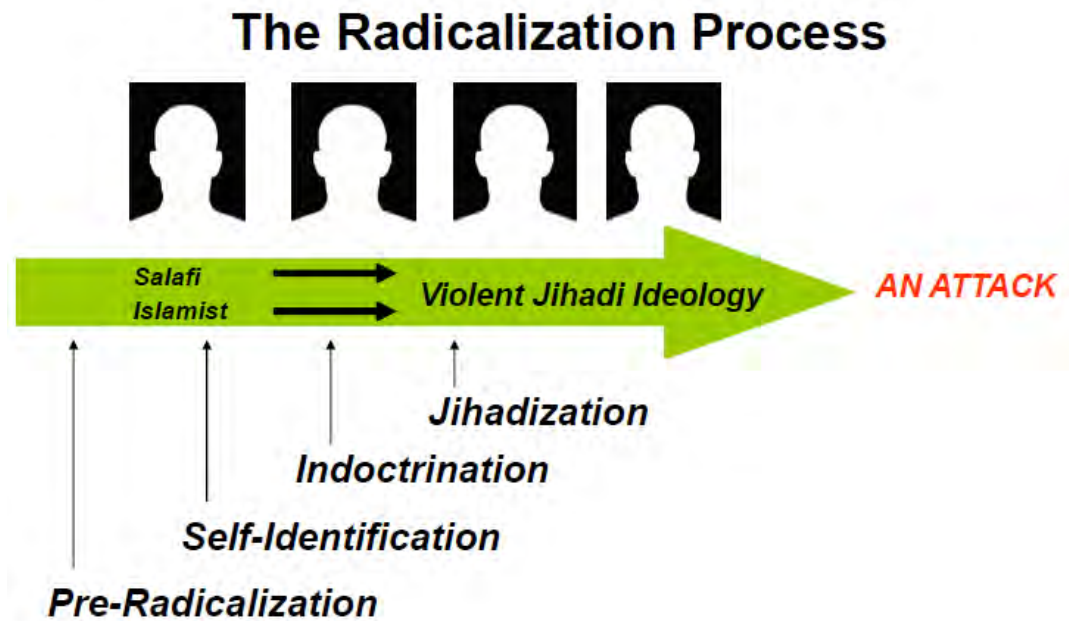 The Radicalization Process
Salafi
Islamist
Violent Jihadi Ideology
AN ATTACK
Jihadization
Indoctrination
Self-Identification
Pre-Radicalization